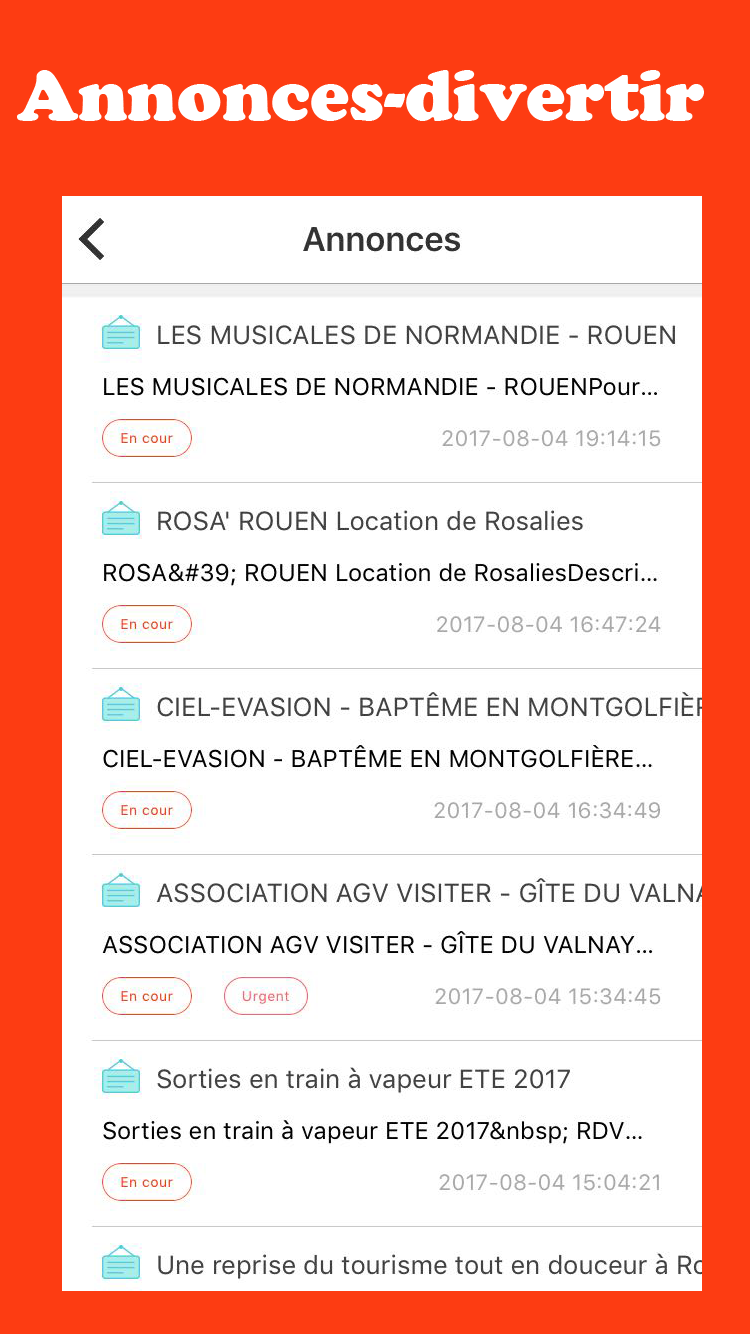 Annonces-divertir
Annonces
LES MUSICALES DE NORMANDIE - ROUEN
LES MUSICALES DE NORMANDIE - ROUENPour...
En cour 2017-08-04 19:14:15
ROSA' ROUEN Location de Rosalies
ROSA&#39; ROUEN Location de RosaliesDescri...
En cour 2017-08-04 16:47:24
CIEL-EVASION - BAPTÊME EN MONTGOLFIÈR
CIEL-EVASION - BAPTÊME EN MONTGOLFIÈRE...
En cour 2017-08-04 16:34:49
ASSOCIATION AGV VISITER - GÎTE DU VALNA
ASSOCIATION AGV VISITER - GÎTE DU VALNAY...
En cour Urgent 2017-08-04 15:34:45
Sorties en train à vapeur ETE 2017
Sorties en train à vapeur ETE 2017&nbsp; RDV...
En cour 2017-08-04 15:04:21
Une reprise du tourisme tout en douceur à Ro